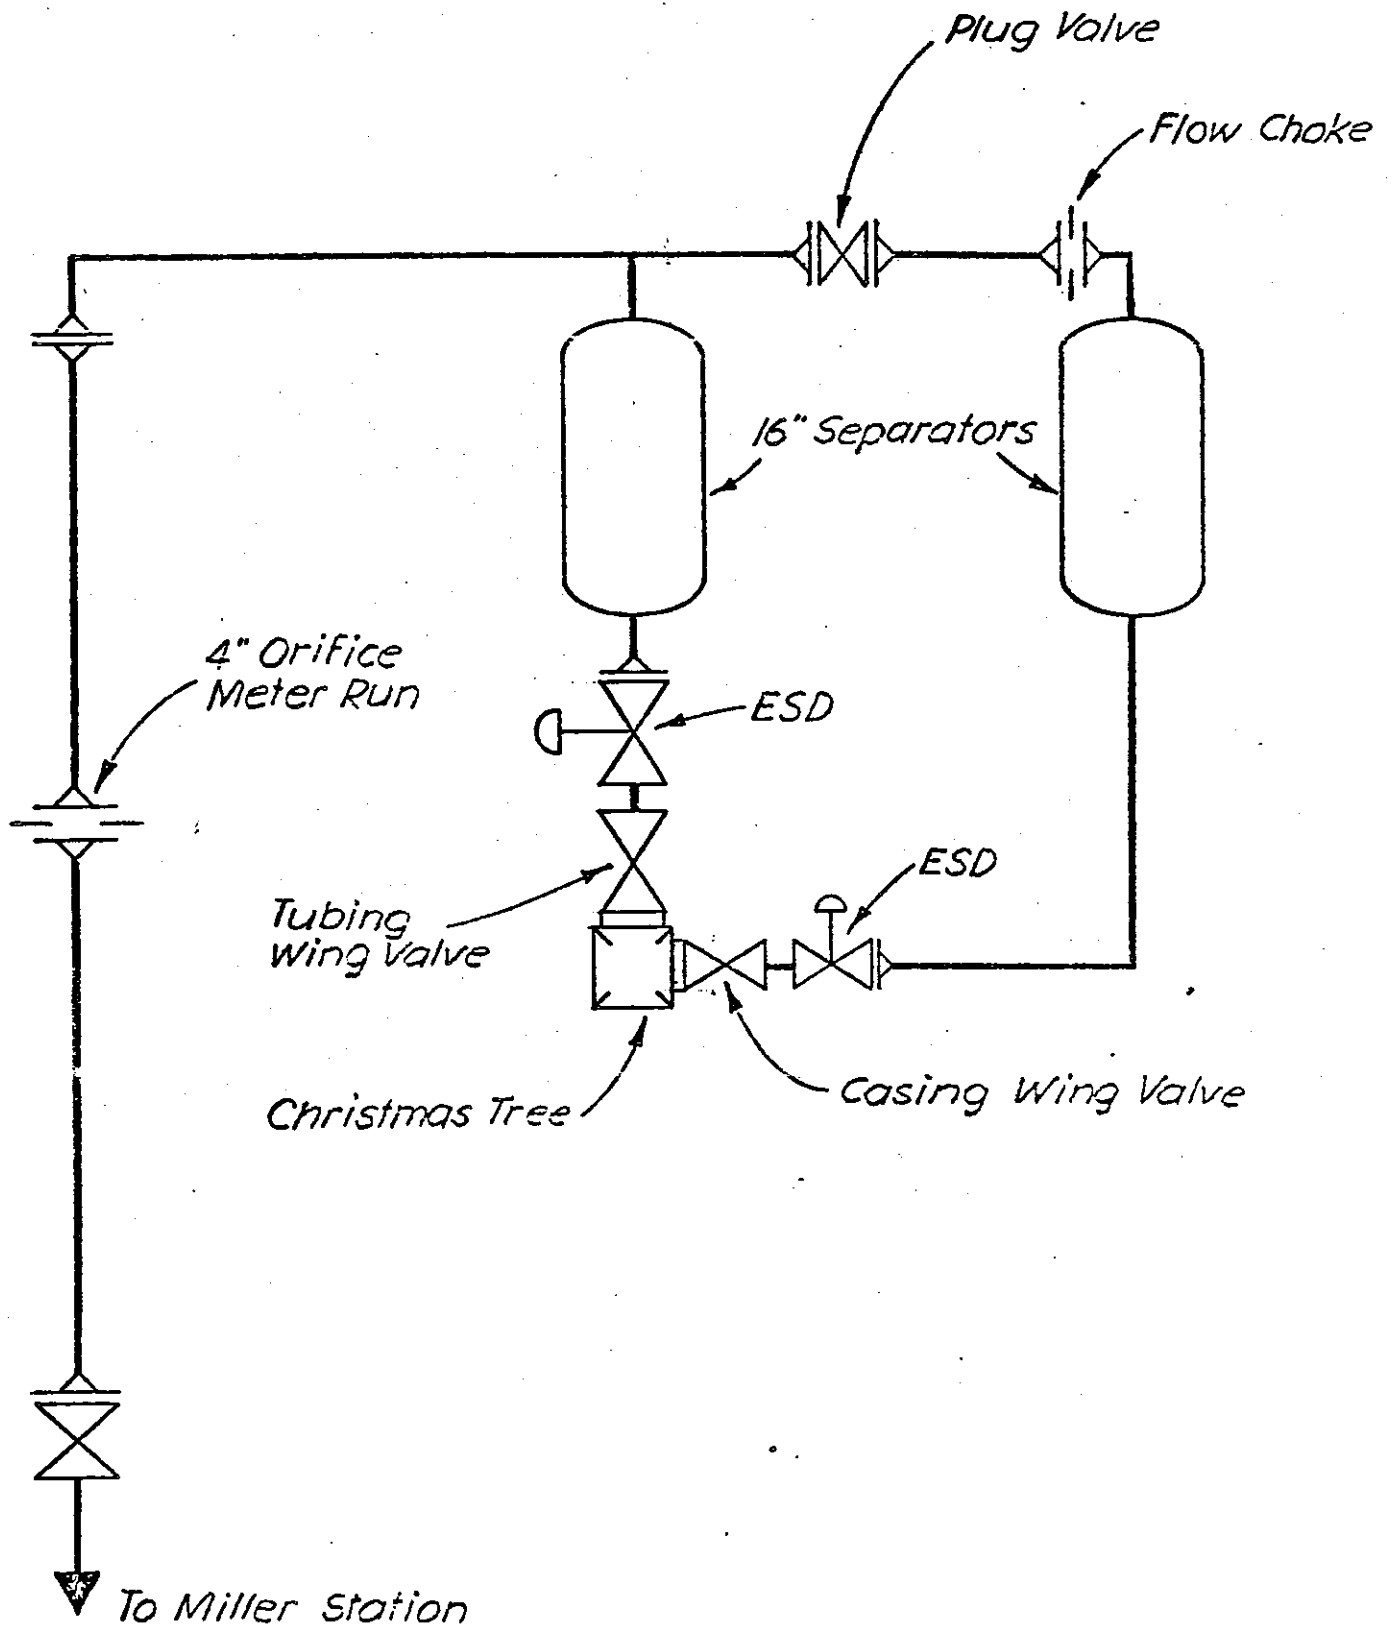 Plug Valve
Flow Choke
16" Separators
4" Orifice
Meter Run
ESD
ESD
Tubing
Wing Valve
Casing Wing Valve
Christmas Tree
To Miller Station